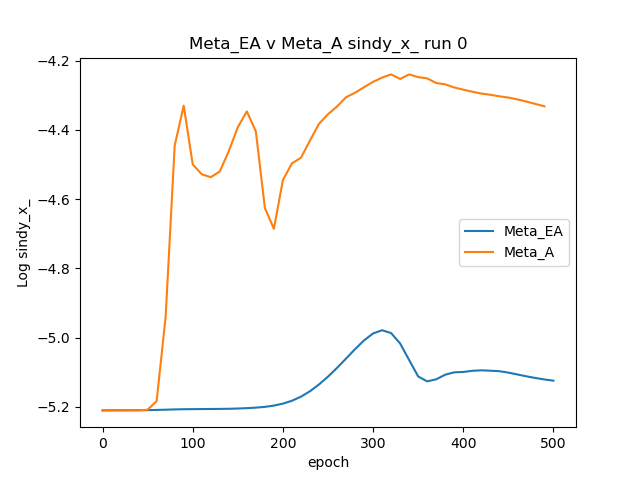 Meta_EA v Meta_A sindy_x_ run 0
−4.2
−4.4
−4.6
−4.8
−5.0
−5.2
Log sindy_x_
Meta_EA
Meta_A
0
100
200
300
400
500
epoch